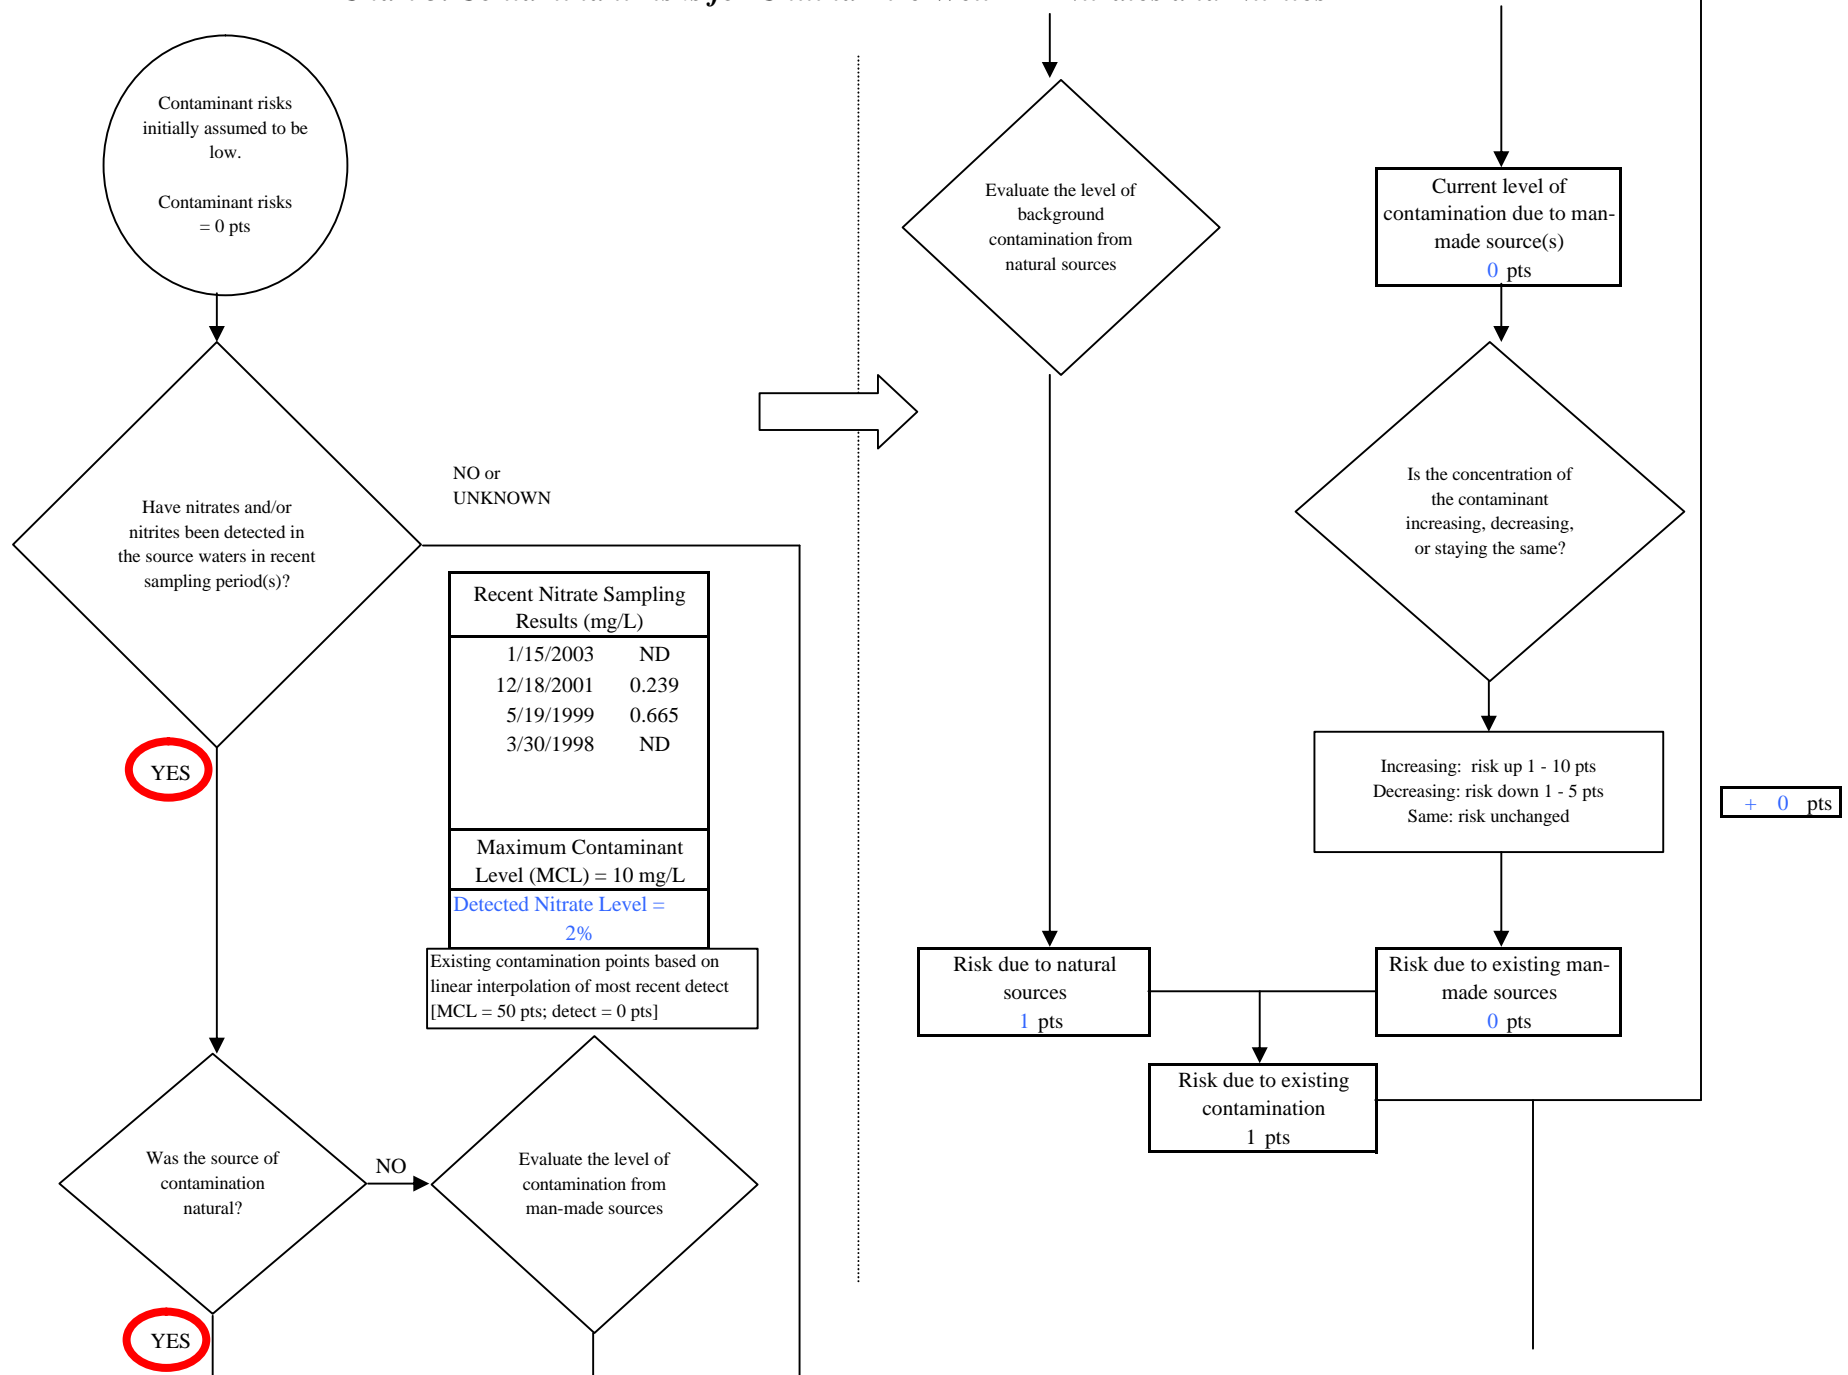 Contaminant risks
initially assumed to be
low.
Contaminant risks
= 0 pts
Have nitrates and/or
nitrites been detected in
the source waters in recent
sampling period(s)?
NO or
UNKNOWN
YES
Recent Nitrate Sampling
Results (mg/L)
1/15/2003 ND
12/18/2001 0.239
5/19/1999 0.665
3/30/1998 ND
Maximum Contaminant
Level (MCL) = 10 mg/L
Detected Nitrate Level =
2%
Existing contamination points based on
linear interpolation of most recent detect
[MCL = 50 pts; detect = 0 pts]
Was the source of
contamination
natural?
NO
Evaluate the level of
contamination from
man-made sources
YES
Evaluate the level of
background
contamination from
natural sources
Current level of
contamination due to man-
made source(s)
0 pts
Is the concentration of
the contaminant
increasing, decreasing,
or staying the same?
Increasing: risk up 1 - 10 pts
Decreasing: risk down 1 - 5 pts
Same: risk unchanged
+ 0 pts
Risk due to natural
sources
1 pts
Risk due to existing man-
made sources
0 pts
Risk due to existing
contamination
1 pts